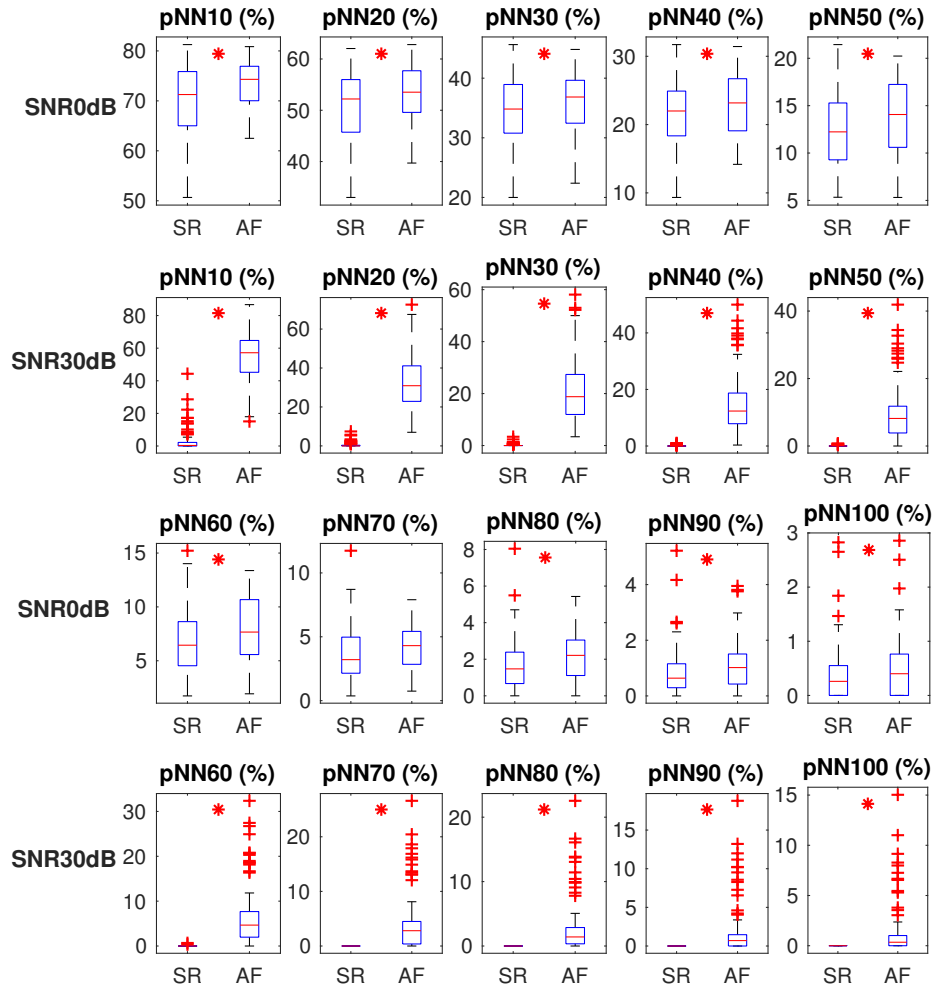 pNN10 (%) pNN20 (%) pNN30 (%) pNN40 (%) pNN50 (%)
SNR0dB
80 70 60 50
60 40
40 30 20
30 20 10
20 15 10 5
SR AF SR AF SR AF SR AF SR AF
pNN10 (%) pNN20 (%) pNN30 (%) pNN40 (%) pNN50 (%)
SNR30dB
80 60 40 20 0
60 40 20 0
60 40 20 0
40 20 0
40 20 0
SR AF SR AF SR AF SR AF SR AF
pNN60 (%) pNN70 (%) pNN80 (%) pNN90 (%) pNN100 (%)
SNR0dB
15 10 5
10 5 0
8 6 4 2 0
4 2 0
3 2 1 0
SR AF SR AF SR AF SR AF SR AF
pNN60 (%) pNN70 (%) pNN80 (%) pNN90 (%) pNN100 (%)
SNR30dB
30 20 10 0
20 10 0
20 10 0
15 10 5 0
15 10 5 0
SR AF SR AF SR AF SR AF SR AF